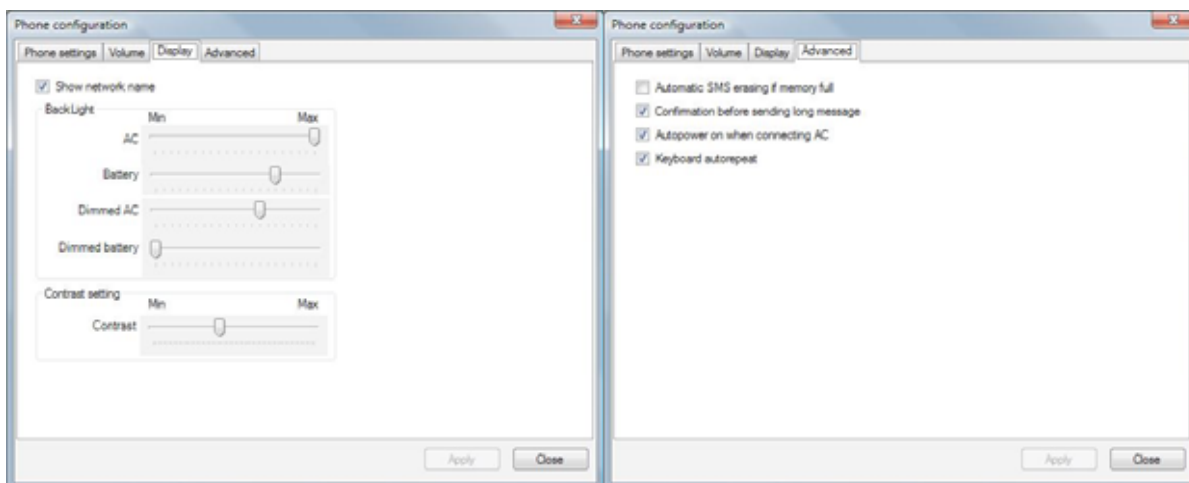 Phone configuration
Phone settings Volume Display Advanced
Show network name
BackLight
Min Max
AC
Battery
Dimmed AC
Dimmed battery
Contrast setting
Min Max
Contrast
Apply Close
Phone configuration
Phone settings Volume Display Advanced
Automatic SMS erasing if memory full
Confirmation before sending long message
Autopower on when connecting AC
Keyboard autorepeat
Apply Close